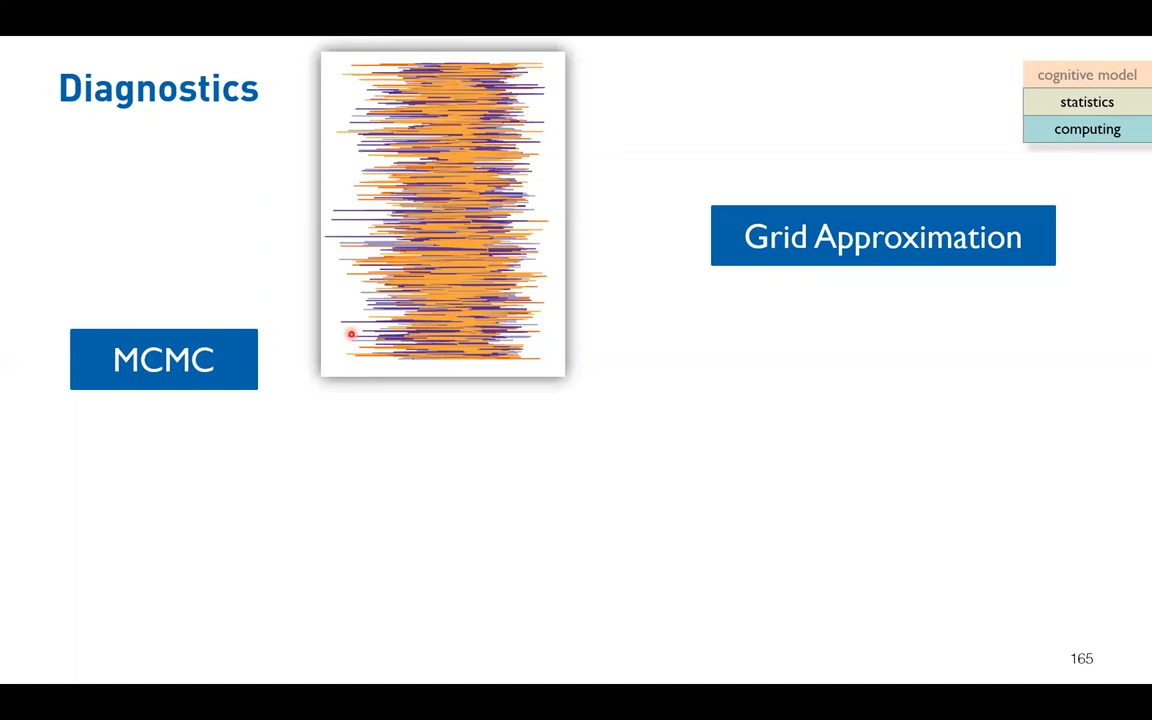 Diagnostics
cognitive model
statistics
computing
Grid Approximation
MCMC
165